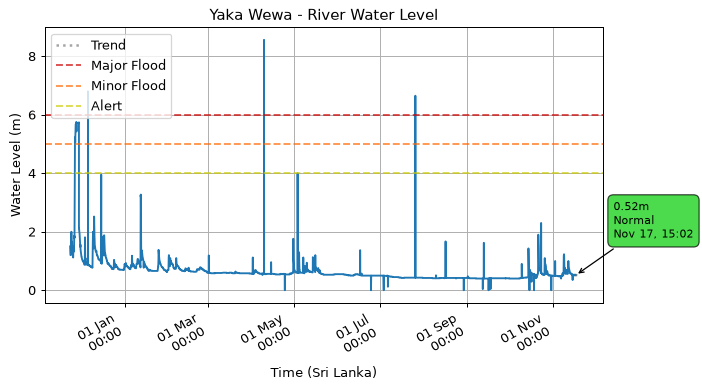 Yaka Wewa - River Water Level
Trend
Major Flood
Minor Flood
Alert
8
6
4
2
0
Water Level (m)
0.52m
Normal
Nov 17, 15:02
01 Jan
00:00
01 Mar
00:00
01 May
00:00
01 Jul
00:00
01 Sep
00:00
01 Nov
00:00
Time (Sri Lanka)